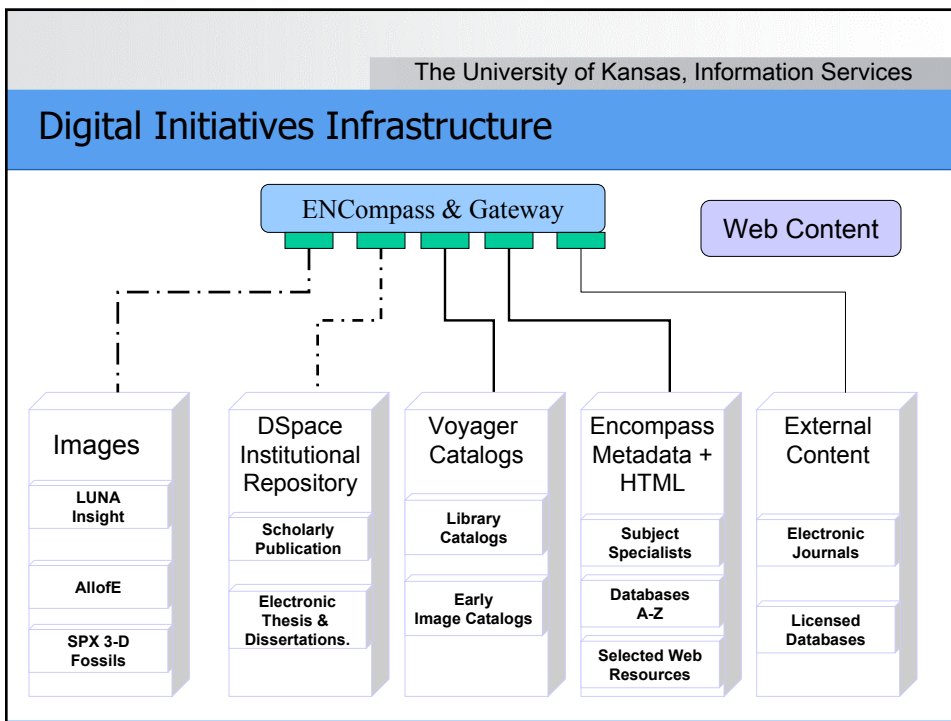 The University of Kansas, Information Services
Digital Initiatives Infrastructure
ENCompass & Gateway
Web Content
Images
LUNA
Insight
AllofE
SPX 3-D
Fossils
DSpace
Institutional
Repository
Scholarly
Publication
Electronic
Thesis &
Dissertations.
Voyager
Catalogs
Library
Catalogs
Early
Image Catalogs
Encompass
Metadata +
HTML
Subject
Specialists
Databases
A-Z
Selected Web
Resources
External
Content
Electronic
Journals
Licensed
Databases